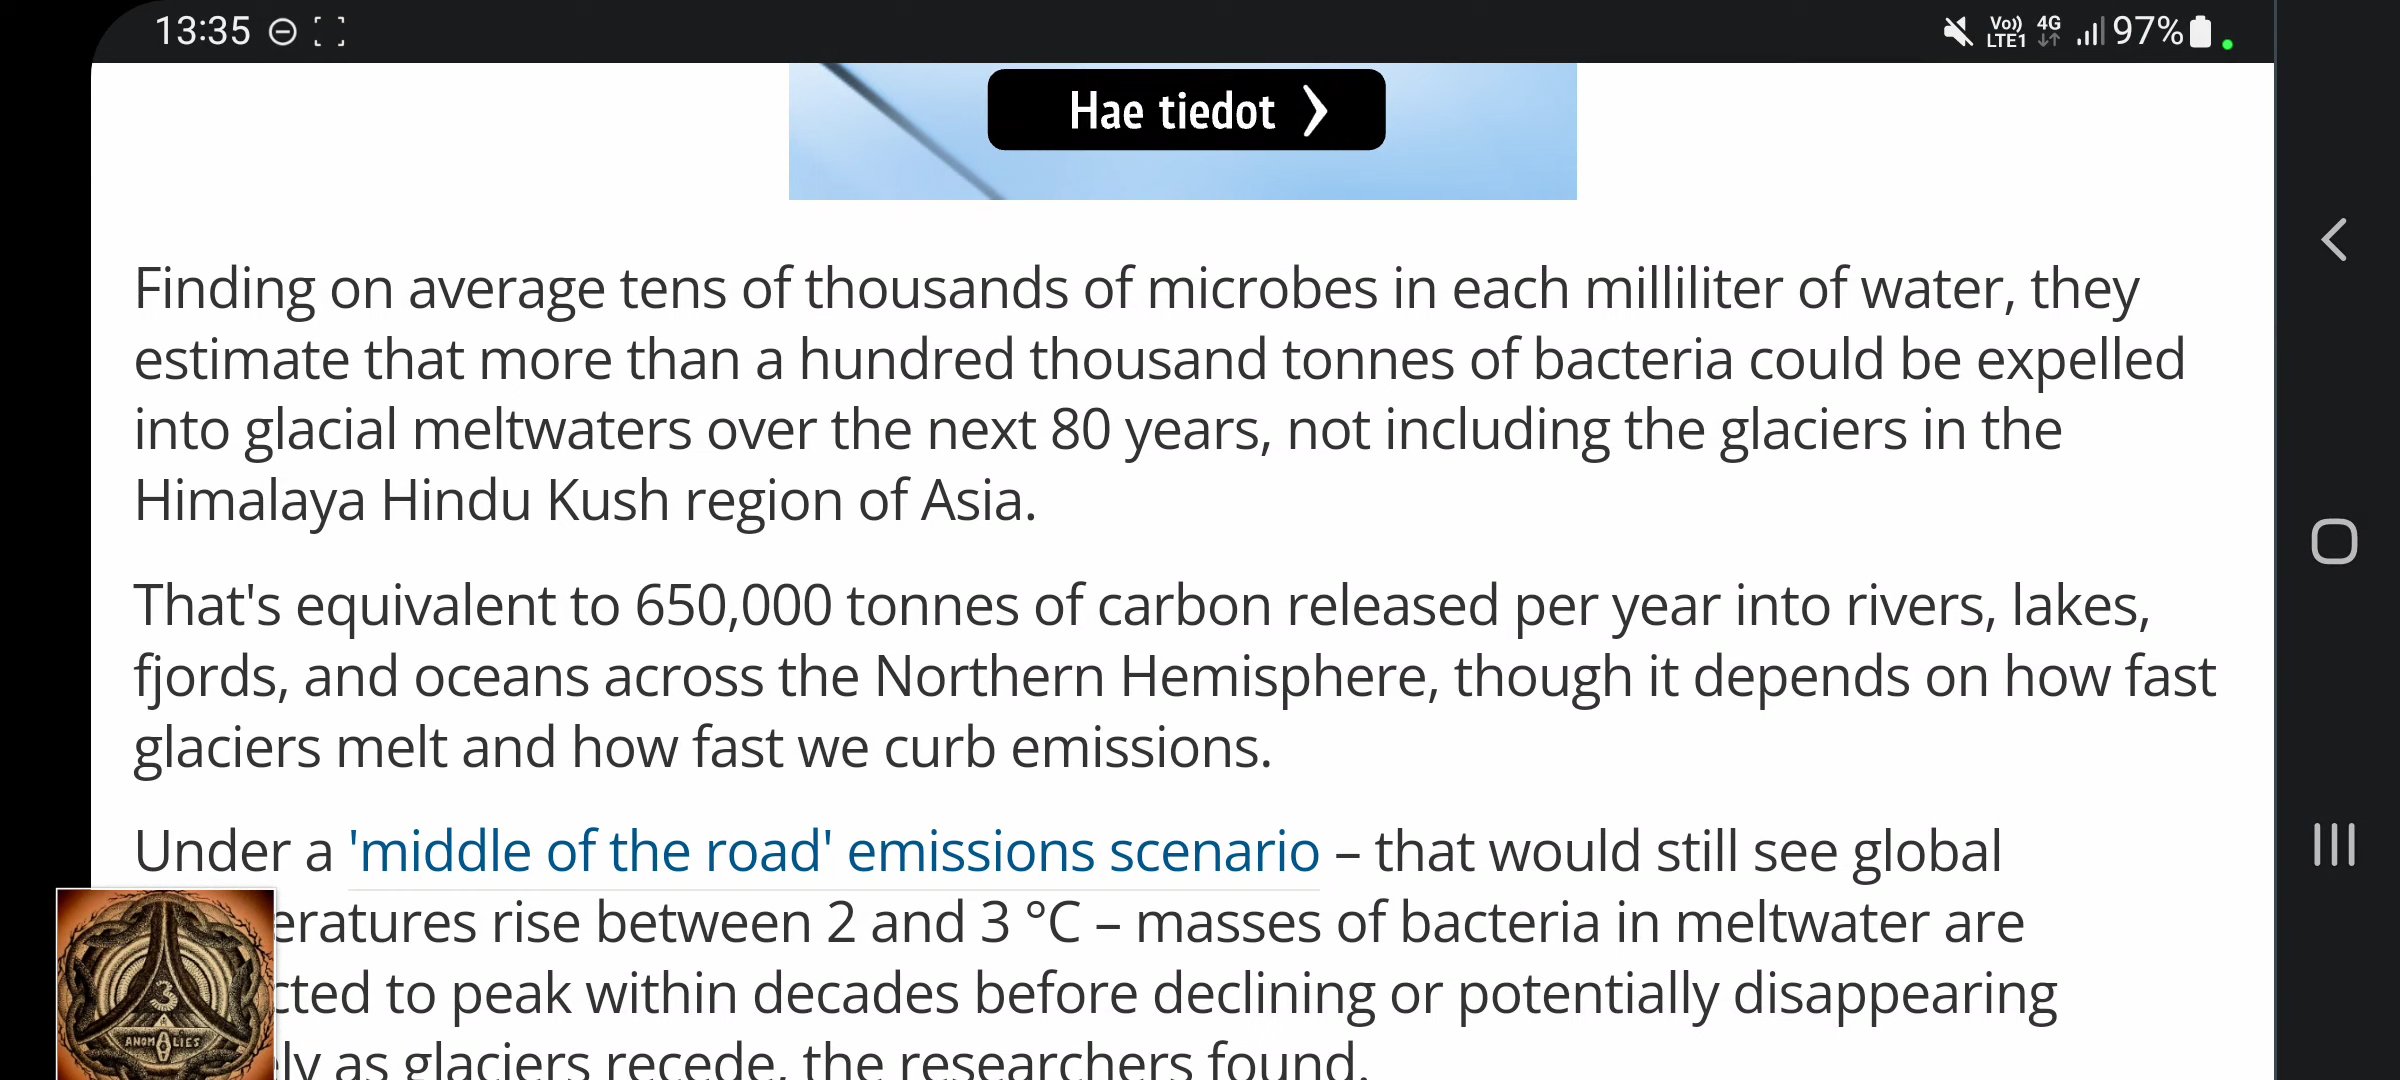 13:35
Vo)) LTE1 4G 97%
Hae tiedot
Finding on average tens of thousands of microbes in each milliliter of water, they
estimate that more than a hundred thousand tonnes of bacteria could be expelled
into glacial meltwaters over the next 80 years, not including the glaciers in the
Himalaya Hindu Kush region of Asia.
That's equivalent to 650,000 tonnes of carbon released per year into rivers, lakes,
fjords, and oceans across the Northern Hemisphere, though it depends on how fast
glaciers melt and how fast we curb emissions.
Under a 'middle of the road' emissions scenario – that would still see global
eratures rise between 2 and 3 °C – masses of bacteria in meltwater are
cted to peak within decades before declining or potentially disappearing
ly as glaciers recede, the researchers found.
3
ANOMALIES